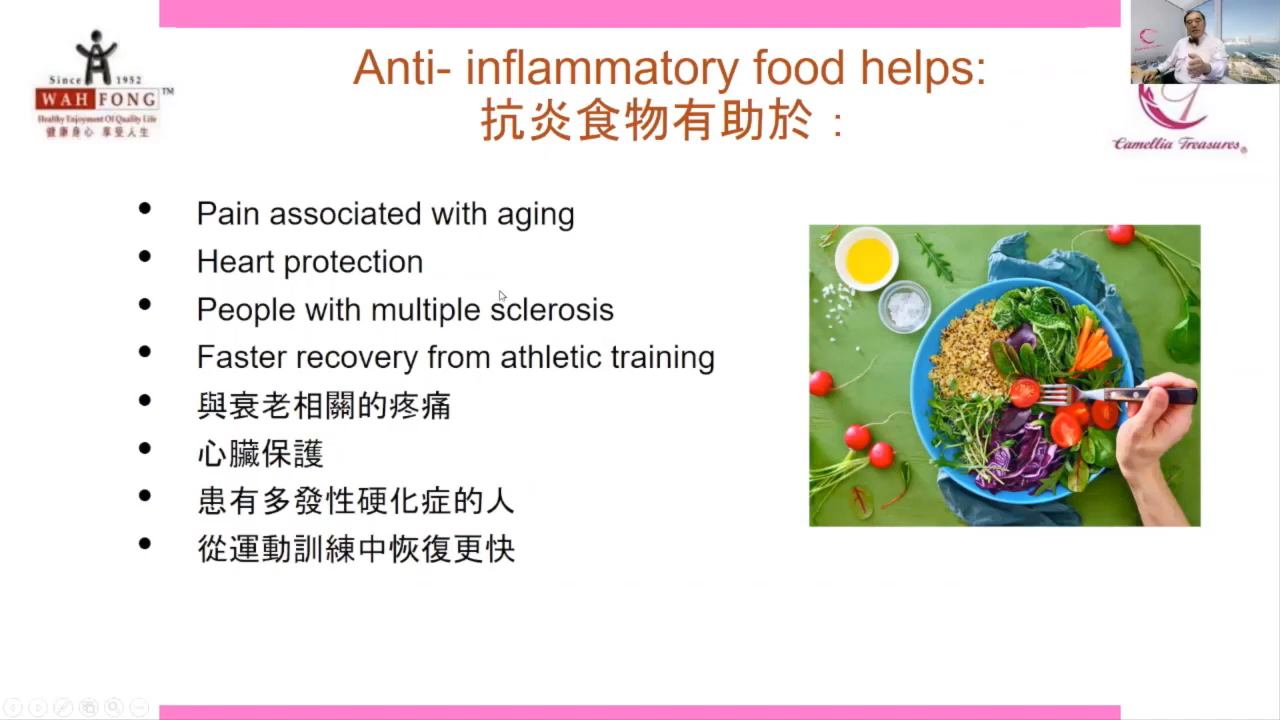 Since 1952
WAH FONG TM
Healthy Enjoyment Of Quality Life
健康身心 享受人生
Anti- inflammatory food helps:
抗炎食物有助於：
Camellia Treasures®
• Pain associated with aging
• Heart protection
• People with multiple sclerosis
• Faster recovery from athletic training
• 與衰老相關的疼痛
• 心臟保護
• 患有多發性硬化症的人
• 從運動訓練中恢復更快